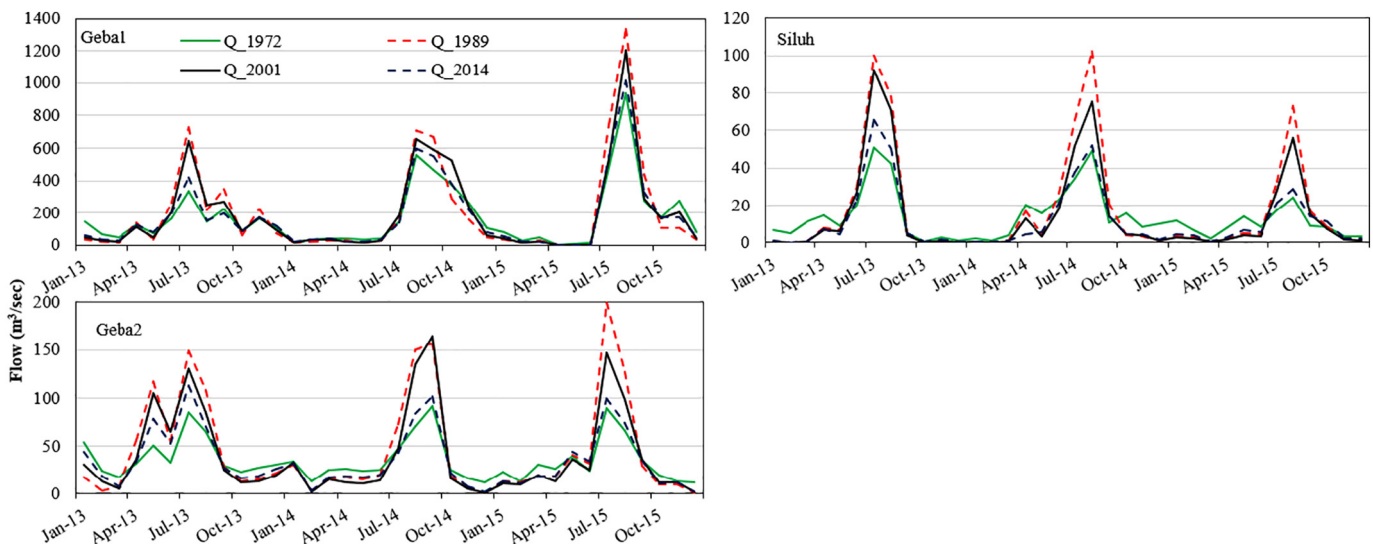 1400
1200
1000
800
600
400
200
0
Geba1
Q_1972
Q_1989
Q_2001
Q_2014
Jan-13
Apr-13
Jul-13
Oct-13
Jan-14
Apr-14
Jul-14
Oct-14
Jan-15
Apr-15
Jul-15
Oct-15
120
100
80
60
40
20
0
Siluh
Jan-13
Apr-13
Jul-13
Oct-13
Jan-14
Apr-14
Jul-14
Oct-14
Jan-15
Apr-15
Jul-15
Oct-15
Flow (m³/sec)
200
150
100
50
0
Geba2
Jan-13
Apr-13
Jul-13
Oct-13
Jan-14
Apr-14
Jul-14
Oct-14
Jan-15
Apr-15
Jul-15
Oct-15